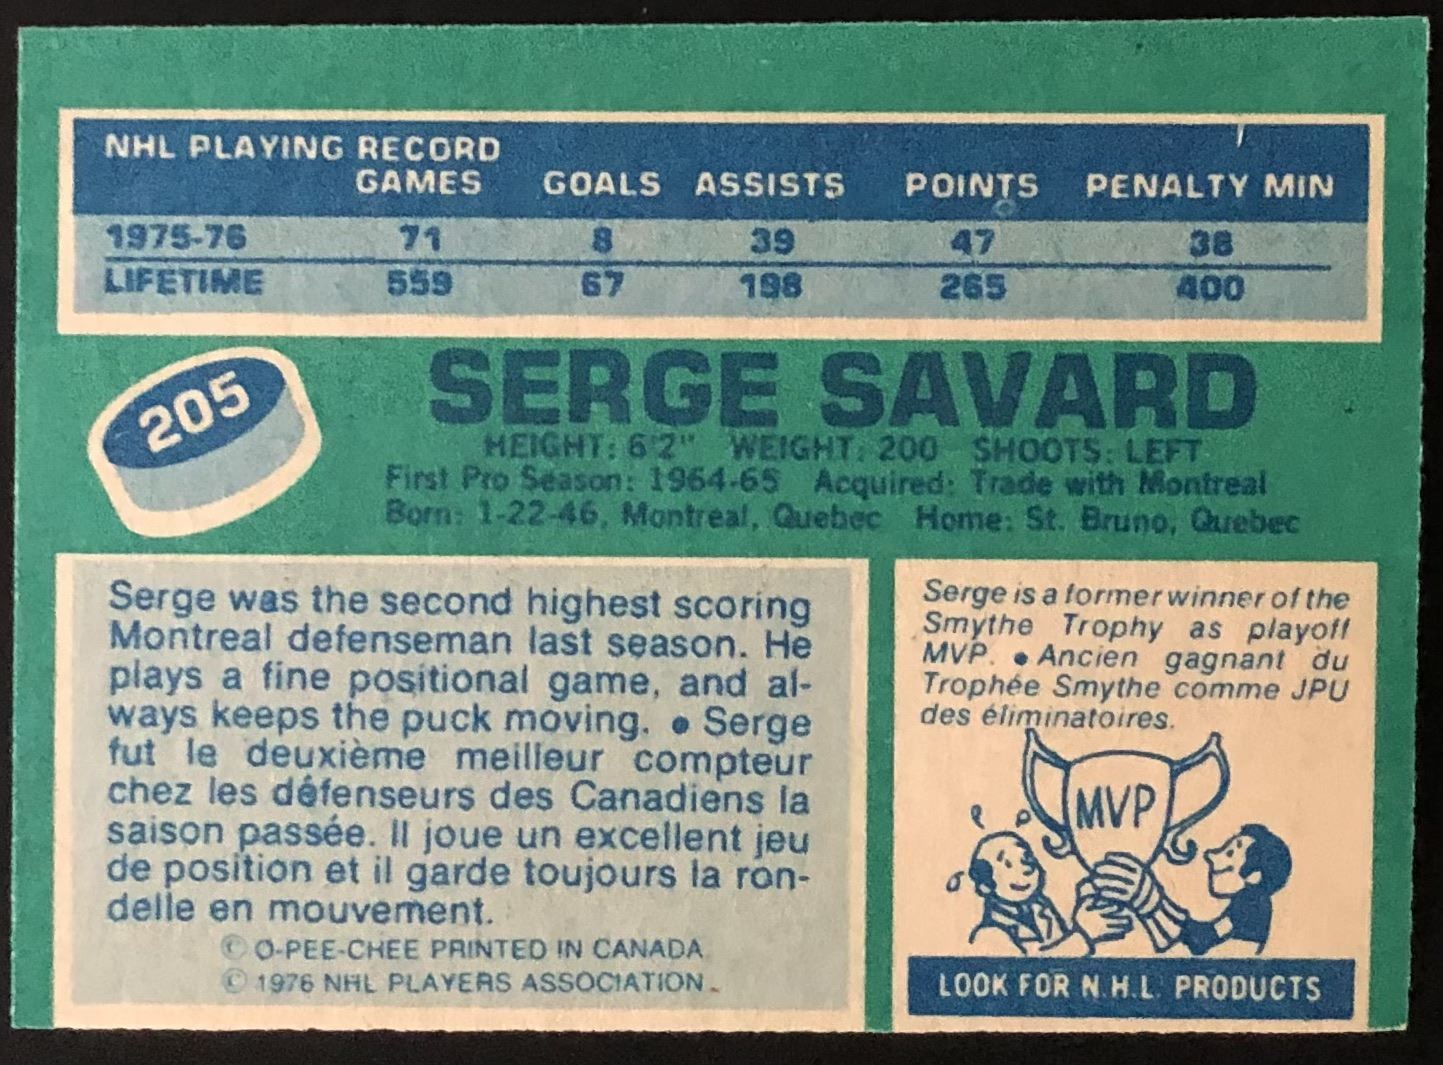 NHL PLAYING RECORD
GAMES GOALS ASSISTS POINTS PENALTY MIN
1975-76 71 8 39 47 38
LIFETIME 559 67 198 265 400
205
SERGE SAVARD
HEIGHT: 6'2" WEIGHT: 200 SHOOTS: LEFT
First Pro Season: 1964-65 Acquired: Trade with Montreal
Born: 1-22-46, Montreal, Quebec Home: St. Bruno, Quebec
Serge was the second highest scoring
Montreal defenseman last season. He
plays a fine positional game, and al-
ways keeps the puck moving. • Serge
fut le deuxième meilleur compteur
chez les défenseurs des Canadiens la
saison passée. Il joue un excellent jeu
de position et il garde toujours la ron-
delle en mouvement.
© O-PEE-CHEE PRINTED IN CANADA
© 1976 NHL PLAYERS ASSOCIATION.
Serge is a former winner of the
Smythe Trophy as playoff
MVP. • Ancien gagnant du
Trophée Smythe comme JPU
des éliminatoires.
MVP
LOOK FOR N.H.L. PRODUCTS